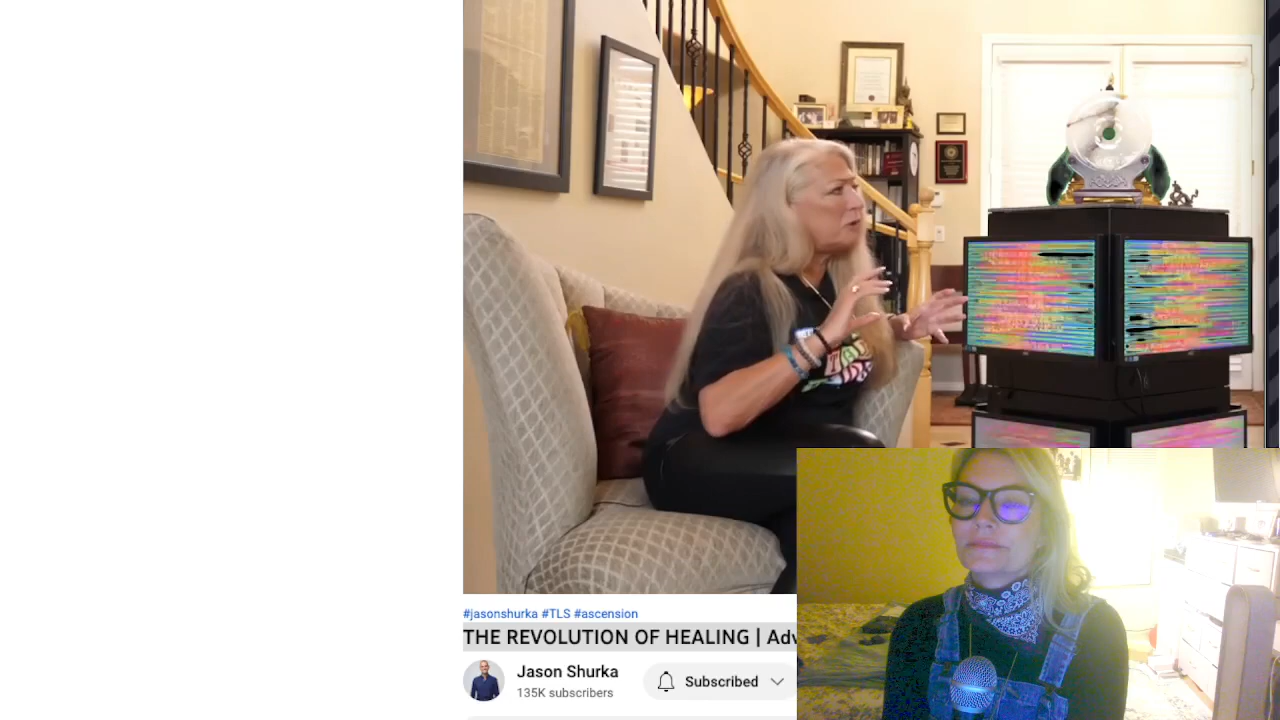 #jasonshurka #TLS #ascension
THE REVOLUTION OF HEALING | Adv
Jason Shurka
135K subscribers
Subscribed